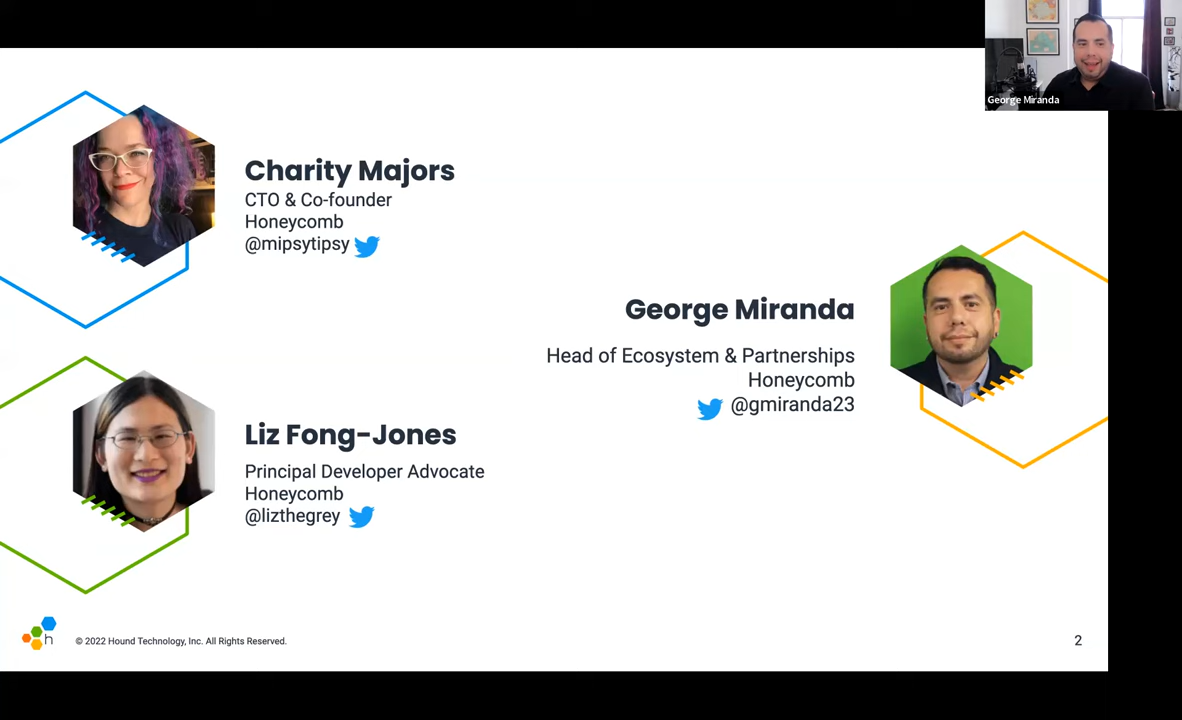 George Miranda
Charity Majors
CTO & Co-founder
Honeycomb
@mipsytipsy
George Miranda
Head of Ecosystem & Partnerships
Honeycomb
@gmiranda23
Liz Fong-Jones
Principal Developer Advocate
Honeycomb
@lizthegrey
h
© 2022 Hound Technology, Inc. All Rights Reserved.
2